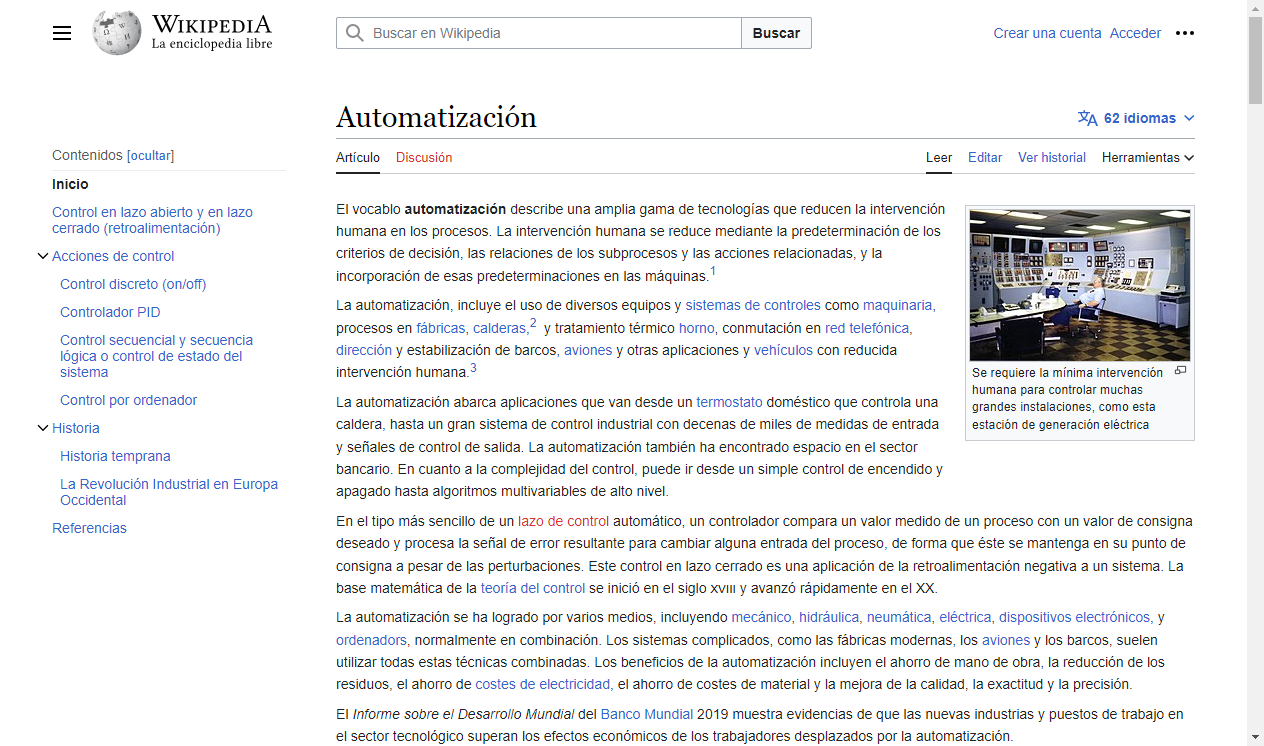 WIKIPEDIA
La enciclopedia libre
Buscar en Wikipedia
Buscar
Crear una cuenta
Acceder
Automatización
62 idiomas
Contenidos [ocultar]
Inicio
Control en lazo abierto y en lazo
cerrado (retroalimentación)
Acciones de control
Control discreto (on/off)
Controlador PID
Control secuencial y secuencia
lógica o control de estado del
sistema
Control por ordenador
Historia
Historia temprana
La Revolución Industrial en Europa
Occidental
Referencias
Artículo
Discusión
Leer
Editar
Ver historial
Herramientas
El vocablo automatización describe una amplia gama de tecnologías que reducen la intervención
humana en los procesos. La intervención humana se reduce mediante la predeterminación de los
criterios de decisión, las relaciones de los subprocesos y las acciones relacionadas, y la
incorporación de esas predeterminaciones en las máquinas.1
La automatización, incluye el uso de diversos equipos y sistemas de controles como maquinaria,
procesos en fábricas, calderas,2 y tratamiento térmico horno, conmutación en red telefónica,
dirección y estabilización de barcos, aviones y otras aplicaciones y vehículos con reducida
intervención humana.3
La automatización abarca aplicaciones que van desde un termostato doméstico que controla una
caldera, hasta un gran sistema de control industrial con decenas de miles de medidas de entrada
y señales de control de salida. La automatización también ha encontrado espacio en el sector
bancario. En cuanto a la complejidad del control, puede ir desde un simple control de encendido y
apagado hasta algoritmos multivariables de alto nivel.
Se requiere la mínima intervención
humana para controlar muchas
grandes instalaciones, como esta
estación de generación eléctrica
En el tipo más sencillo de un lazo de control automático, un controlador compara un valor medido de un proceso con un valor de consigna
deseado y procesa la señal de error resultante para cambiar alguna entrada del proceso, de forma que éste se mantenga en su punto de
consigna a pesar de las perturbaciones. Este control en lazo cerrado es una aplicación de la retroalimentación negativa a un sistema. La
base matemática de la teoría del control se inició en el siglo XVIII y avanzó rápidamente en el XX.
La automatización se ha logrado por varios medios, incluyendo mecánico, hidráulica, neumática, eléctrica, dispositivos electrónicos, y
ordenadors, normalmente en combinación. Los sistemas complicados, como las fábricas modernas, los aviones y los barcos, suelen
utilizar todas estas técnicas combinadas. Los beneficios de la automatización incluyen el ahorro de mano de obra, la reducción de los
residuos, el ahorro de costes de electricidad, el ahorro de costes de material y la mejora de la calidad, la exactitud y la precisión.
El Informe sobre el Desarrollo Mundial del Banco Mundial 2019 muestra evidencias de que las nuevas industrias y puestos de trabajo en
el sector tecnológico superan los efectos económicos de los trabajadores desplazados por la automatización.